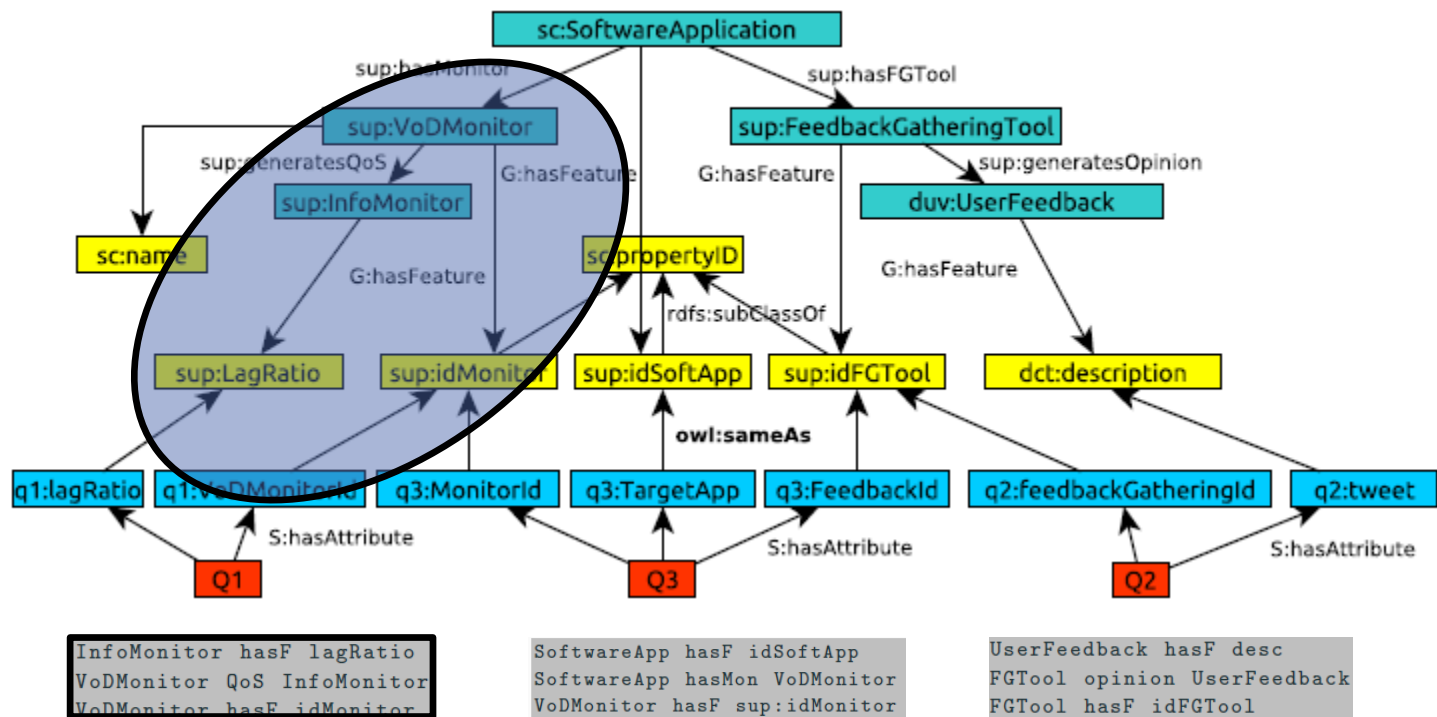 sc:SoftwareApplication
sup:hasMonitor
sup:hasFGTool
sup:VoDMonitor
sup:FeedbackGatheringTool
sup:generatesQoS
G:hasFeature
G:hasFeature
sup:generatesOpinion
sup:InfoMonitor
duv:UserFeedback
sc:name
sc:propertyID
G:hasFeature
G:hasFeature
rdfs:subClassOf
sup:LagRatio
sup:idMonitor
sup:idSoftApp
sup:idFGTool
dct:description
owl:sameAs
q1:lagRatio
q1:VoDMonitorId
q3:MonitorId
q3:TargetApp
q3:FeedbackId
q2:feedbackGatheringId
q2:tweet
S:hasAttribute
S:hasAttribute
S:hasAttribute
Q1
Q3
Q2
InfoMonitor hasF lagRatio
VoDMonitor QoS InfoMonitor
VoDMonitor hasF idMonitor
SoftwareApp hasF idSoftApp
SoftwareApp hasMon VoDMonitor
VoDMonitor hasF sup:idMonitor
UserFeedback hasF desc
FGTool opinion UserFeedback
FGTool hasF idFGTool